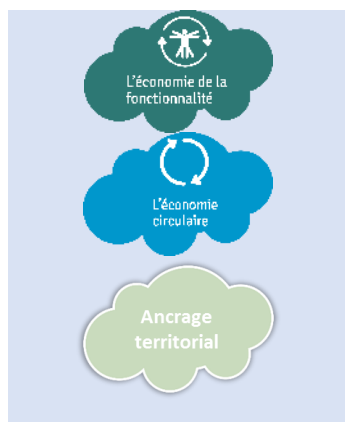 L'économie de la
fonctionnalité
L'économie
circulaire
Ancrage
territorial